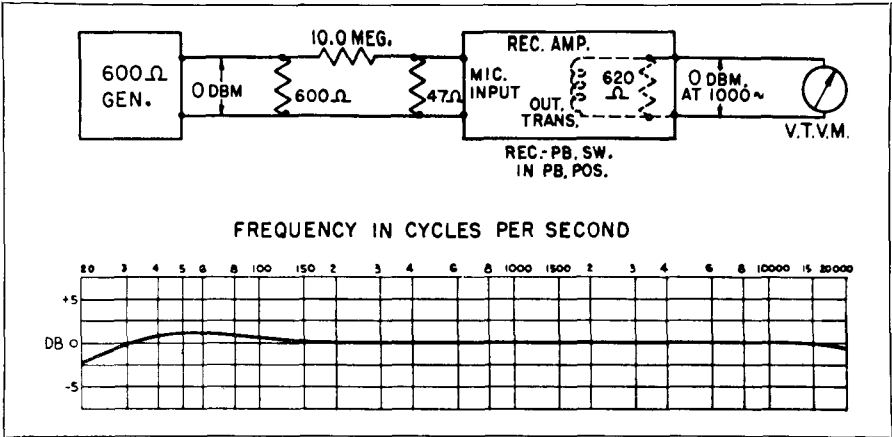 10.0 MEG.
600Ω
GEN.
0 DBM
600Ω
47Ω
REC. AMP.
MIC.
INPUT
OUT.
TRANS.
620
Ω
0 DBM,
AT 1000~
V.T.V.M.
REC.-PB. SW.
IN PB. POS.
FREQUENCY IN CYCLES PER SECOND
20 3 4 5 6 8 100 150 2 3 4 6 8 1000 1500 2 3 4 6 8 10000 15 20000
+5
DB 0
-5